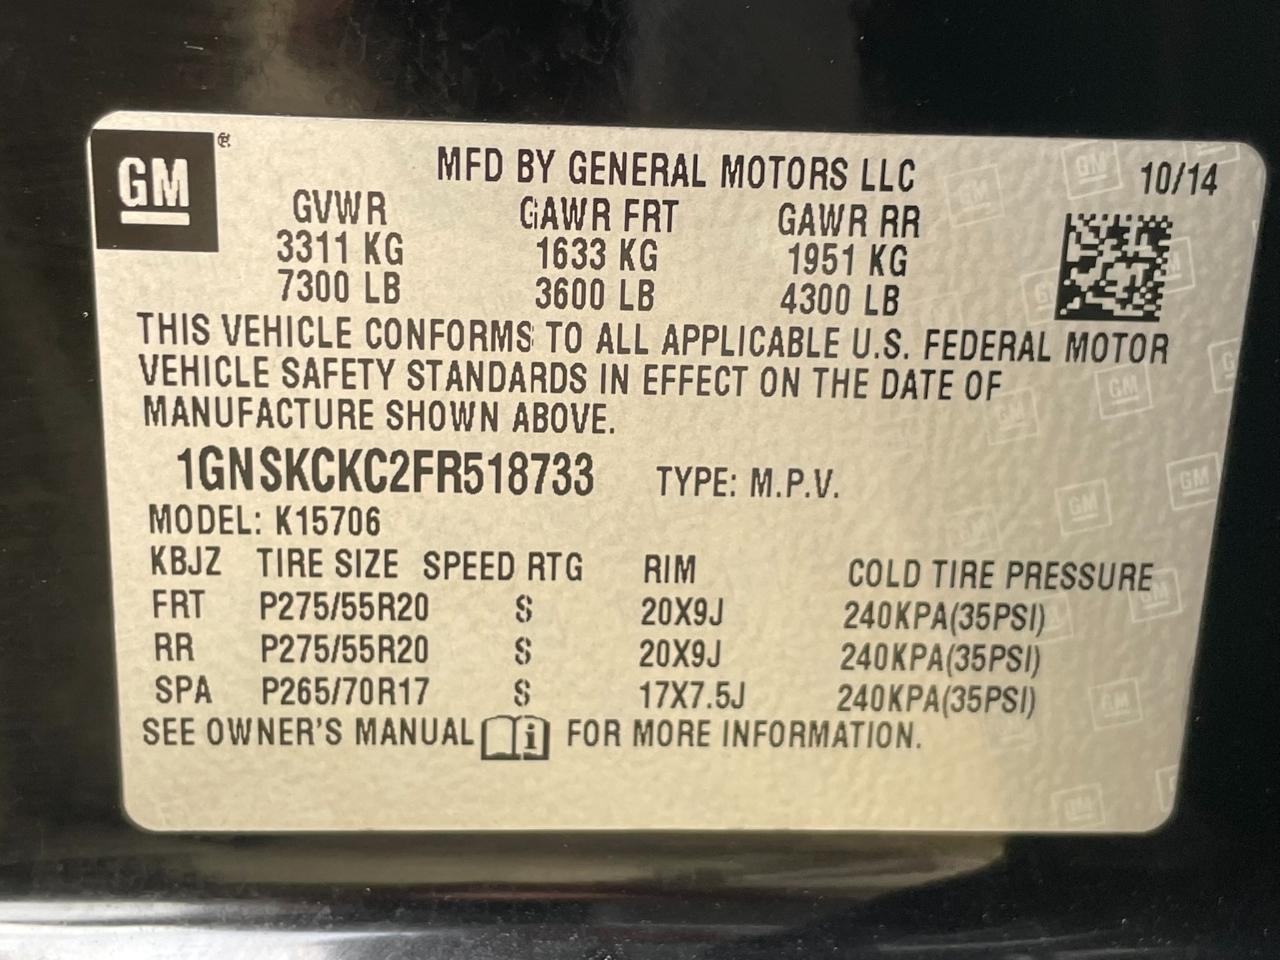 GM
MFD BY GENERAL MOTORS LLC 10/14
GVWR GAWR FRT GAWR RR
3311 KG 1633 KG 1951 KG
7300 LB 3600 LB 4300 LB
THIS VEHICLE CONFORMS TO ALL APPLICABLE U.S. FEDERAL MOTOR
VEHICLE SAFETY STANDARDS IN EFFECT ON THE DATE OF
MANUFACTURE SHOWN ABOVE.
1GNSKCKC2FR518733 TYPE: M.P.V.
MODEL: K15706
KBJZ TIRE SIZE SPEED RTG RIM COLD TIRE PRESSURE
FRT P275/55R20 S 20X9J 240KPA(35PSI)
RR P275/55R20 S 20X9J 240KPA(35PSI)
SPA P265/70R17 S 17X7.5J 240KPA(35PSI)
SEE OWNER'S MANUAL i FOR MORE INFORMATION.